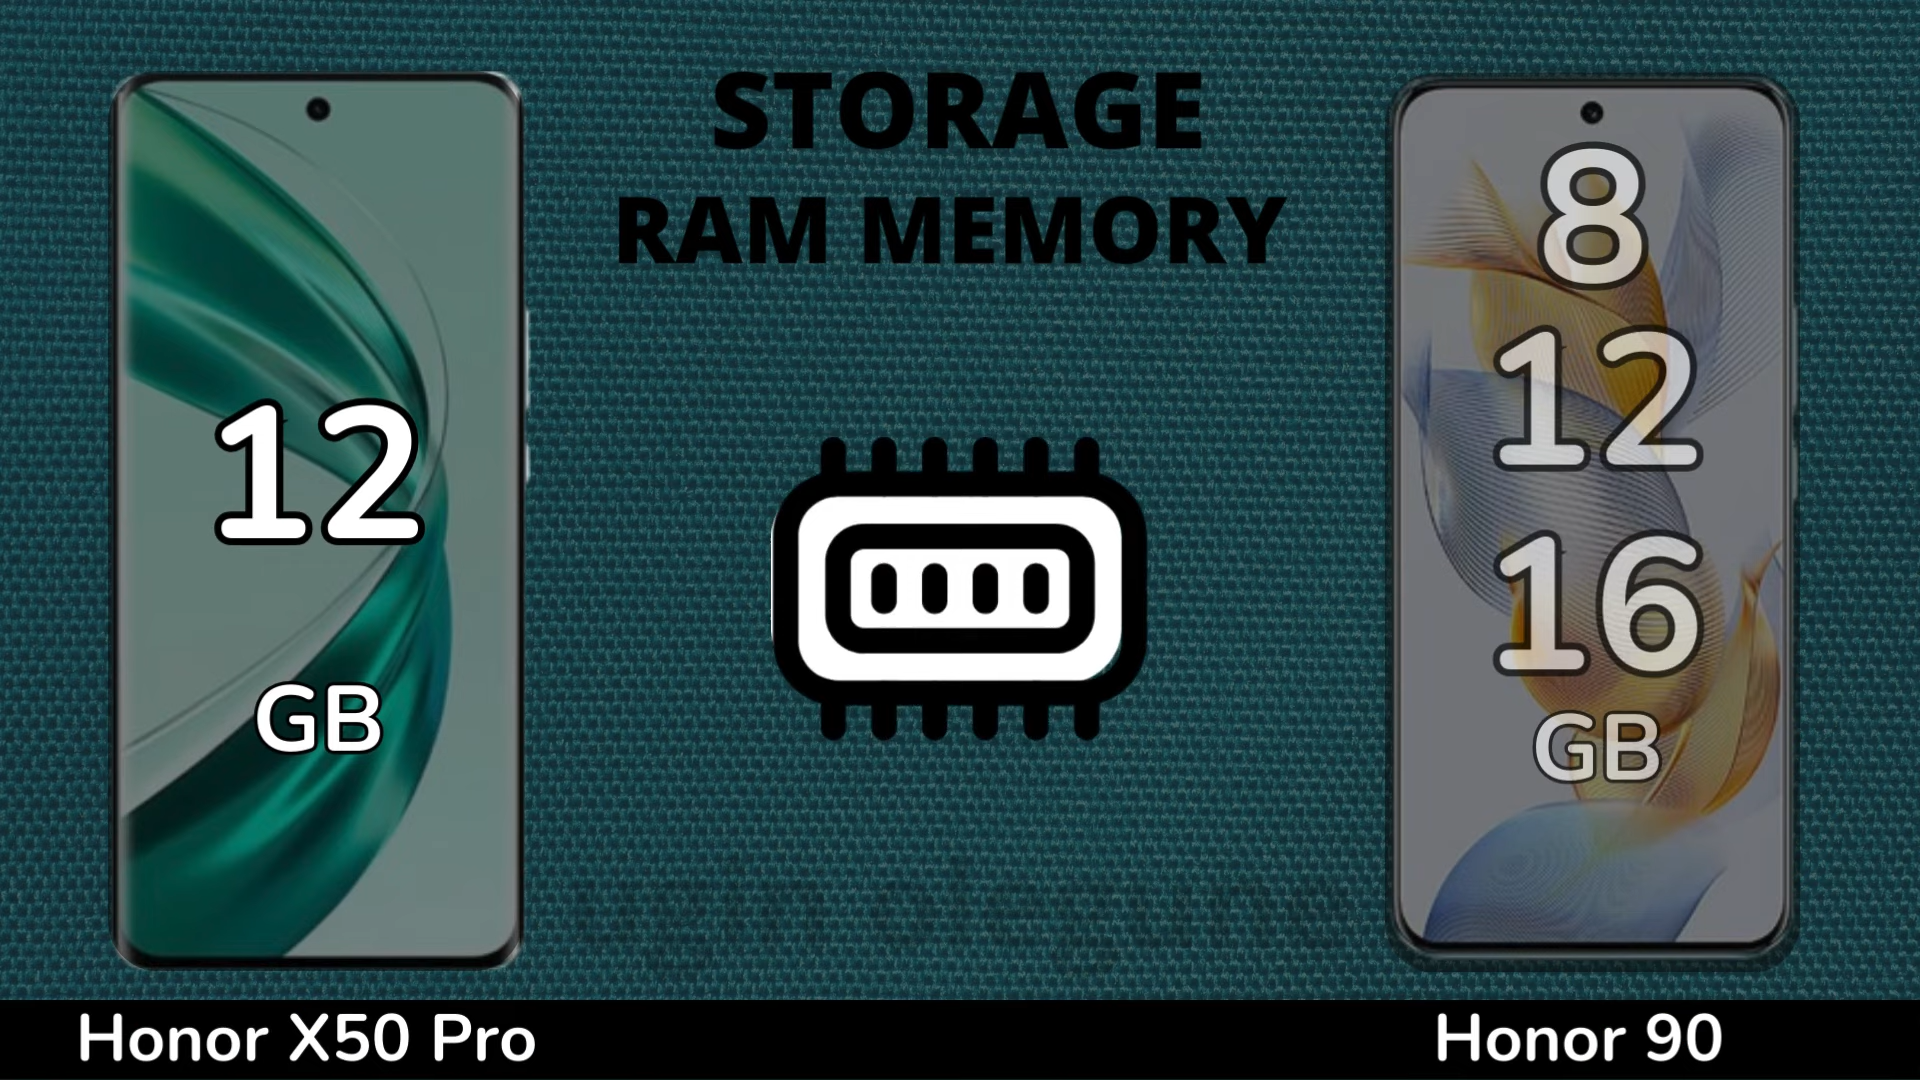 STORAGE
RAM MEMORY
12
GB
8
12
16
GB
Honor X50 Pro
Honor 90